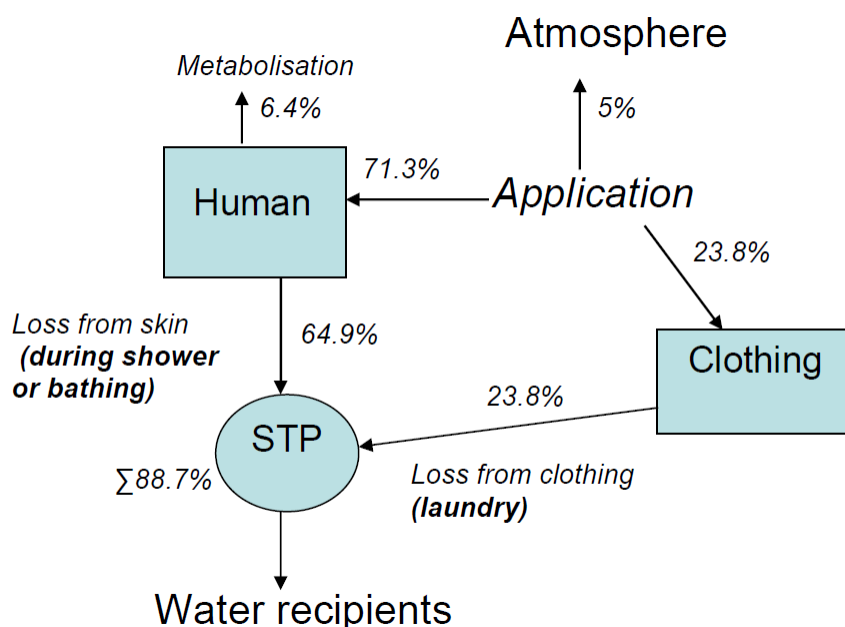 Atmosphere
Metabolisation
6.4%
5%
71.3%
Human
Application
23.8%
Loss from skin
(during shower
or bathing)
64.9%
Clothing
23.8%
STP
∑88.7%
Loss from clothing
(laundry)
Water recipients